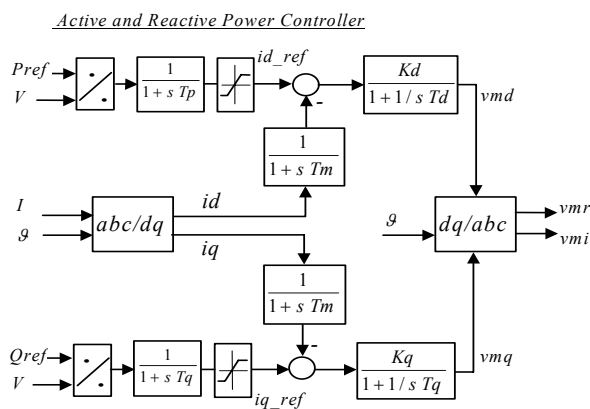 Active and Reactive Power Controller
id_ref
Pref
V
1
1 + s Tp
Kd
1 + 1 / s Td
vmd
-
1
1 + s Tm
I
ϑ
abc/dq
id
iq
ϑ
dq/abc
vmr
vmi
1
1 + s Tm
-
Qref
V
1
1 + s Tq
iq_ref
Kq
1 + 1 / s Tq
vmq